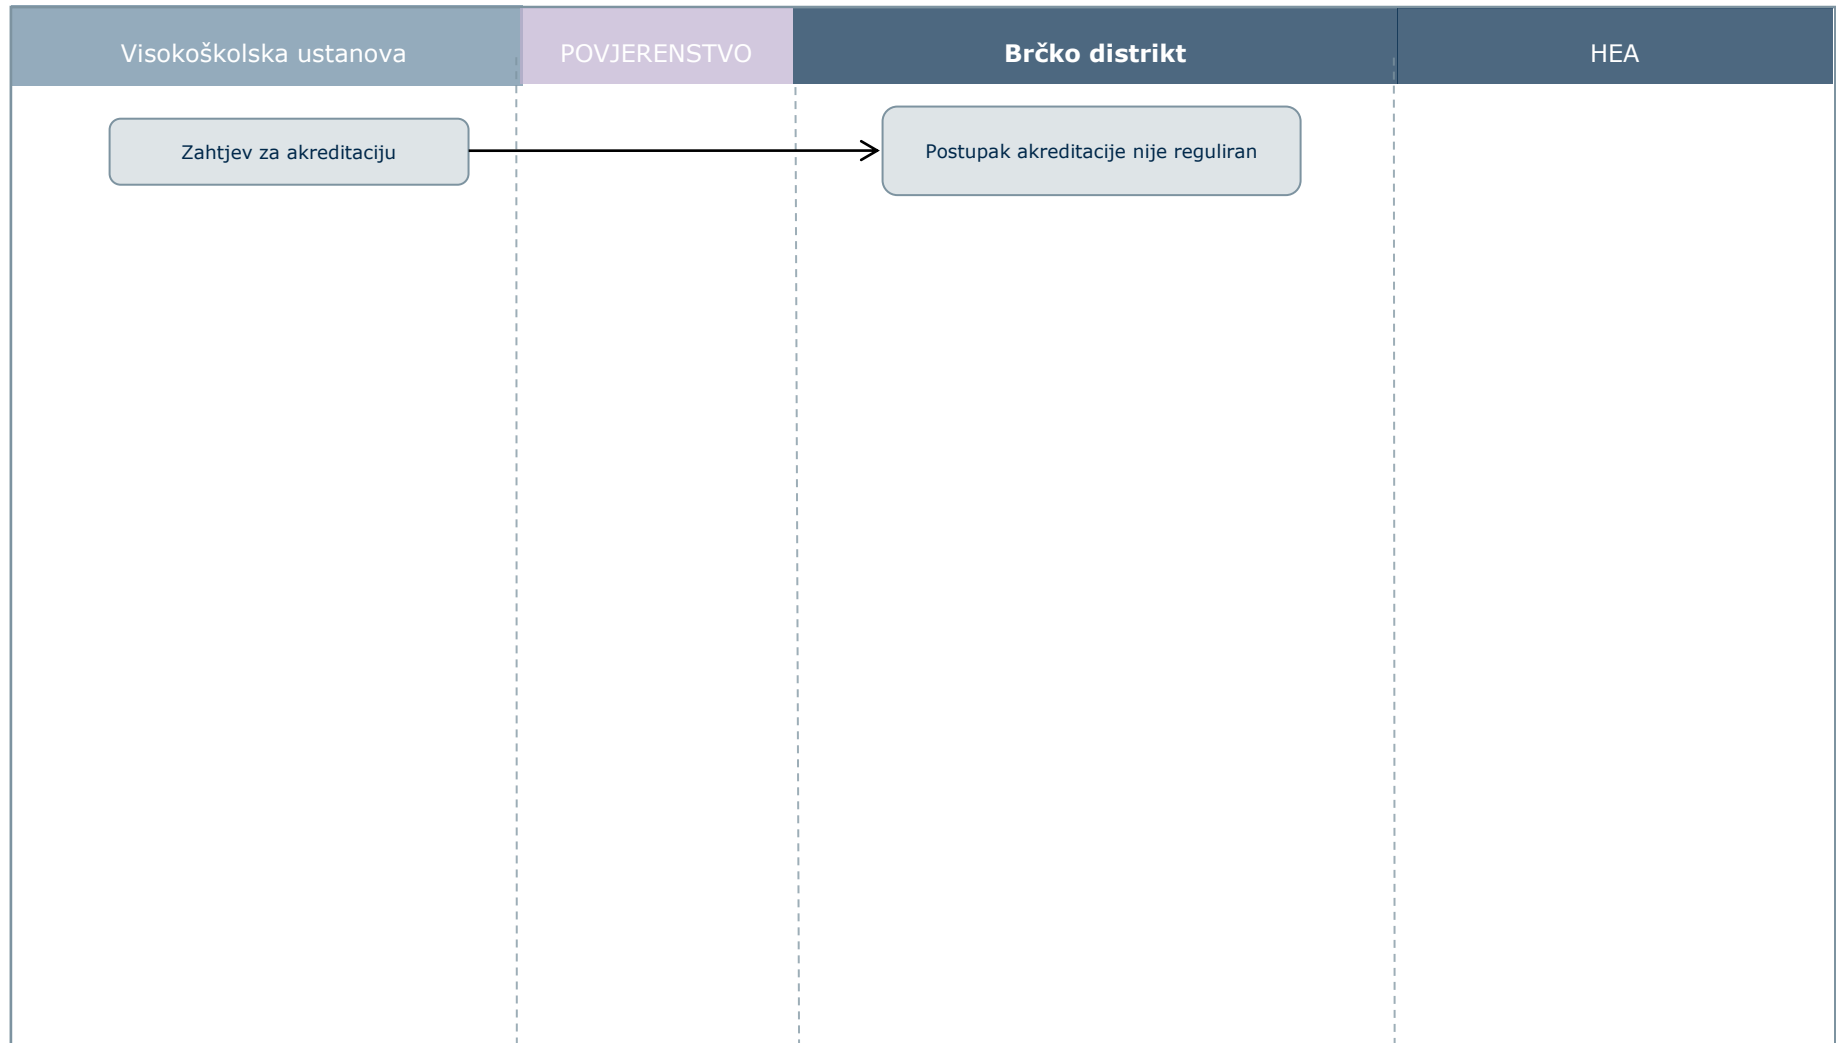 Visokoškolska ustanova
POVJERENSTVO
Brčko distrikt
HEA
Zahtjev za akreditaciju
Postupak akreditacije nije reguliran